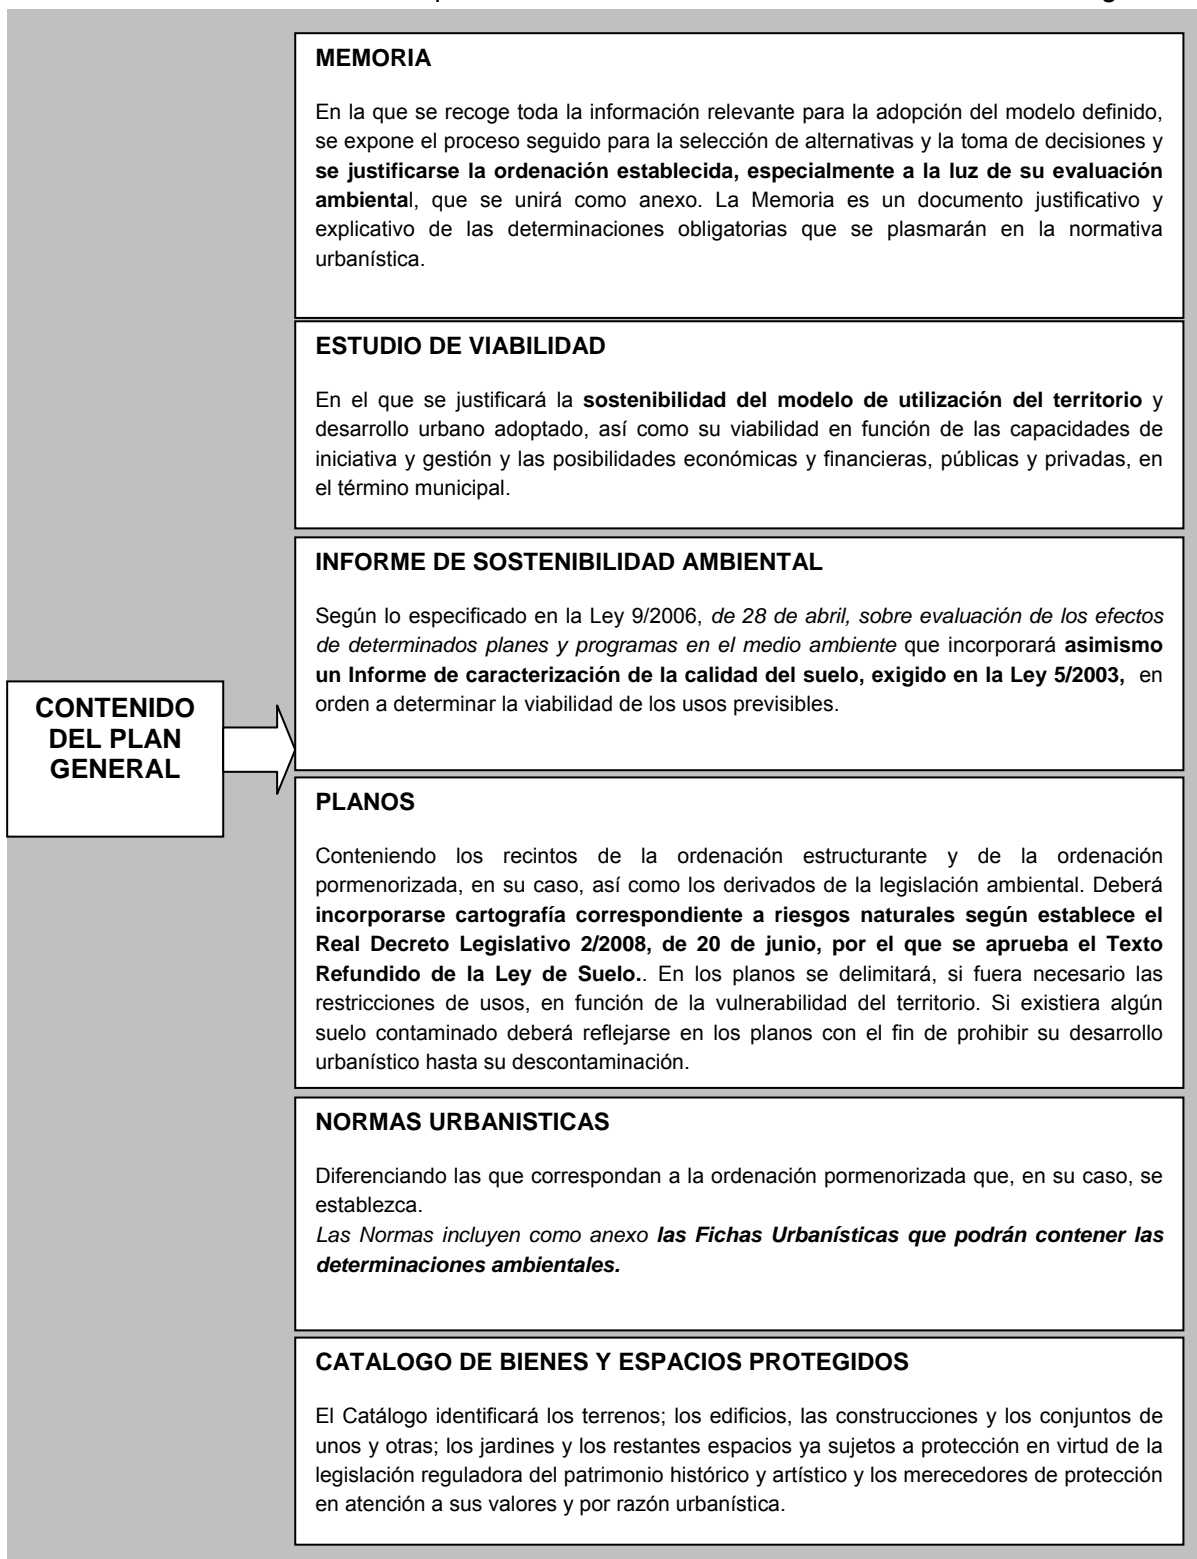 MEMORIA
En la que se recoge toda la información relevante para la adopción del modelo definido,
se expone el proceso seguido para la selección de alternativas y la toma de decisiones y
se justificarse la ordenación establecida, especialmente a la luz de su evaluación
ambiental, que se unirá como anexo. La Memoria es un documento justificativo y
explicativo de las determinaciones obligatorias que se plasmarán en la normativa
urbanística.
ESTUDIO DE VIABILIDAD
En el que se justificará la sostenibilidad del modelo de utilización del territorio y
desarrollo urbano adoptado, así como su viabilidad en función de las capacidades de
iniciativa y gestión y las posibilidades económicas y financieras, públicas y privadas, en
el término municipal.
INFORME DE SOSTENIBILIDAD AMBIENTAL
Según lo especificado en la Ley 9/2006, de 28 de abril, sobre evaluación de los efectos
de determinados planes y programas en el medio ambiente que incorporará asimismo
un Informe de caracterización de la calidad del suelo, exigido en la Ley 5/2003, en
orden a determinar la viabilidad de los usos previsibles.
CONTENIDO
DEL PLAN
GENERAL
PLANOS
Conteniendo los recintos de la ordenación estructurante y de la ordenación
pormenorizada, en su caso, así como los derivados de la legislación ambiental. Deberá
incorporarse cartografía correspondiente a riesgos naturales según establece el
Real Decreto Legislativo 2/2008, de 20 de junio, por el que se aprueba el Texto
Refundido de la Ley de Suelo.. En los planos se delimitará, si fuera necesario las
restricciones de usos, en función de la vulnerabilidad del territorio. Si existiera algún
suelo contaminado deberá reflejarse en los planos con el fin de prohibir su desarrollo
urbanístico hasta su descontaminación.
NORMAS URBANISTICAS
Diferenciando las que correspondan a la ordenación pormenorizada que, en su caso, se
establezca.
Las Normas incluyen como anexo las Fichas Urbanísticas que podrán contener las
determinaciones ambientales.
CATALOGO DE BIENES Y ESPACIOS PROTEGIDOS
El Catálogo identificará los terrenos; los edificios, las construcciones y los conjuntos de
unos y otras; los jardines y los restantes espacios ya sujetos a protección en virtud de la
legislación reguladora del patrimonio histórico y artístico y los merecedores de protección
en atención a sus valores y por razón urbanística.